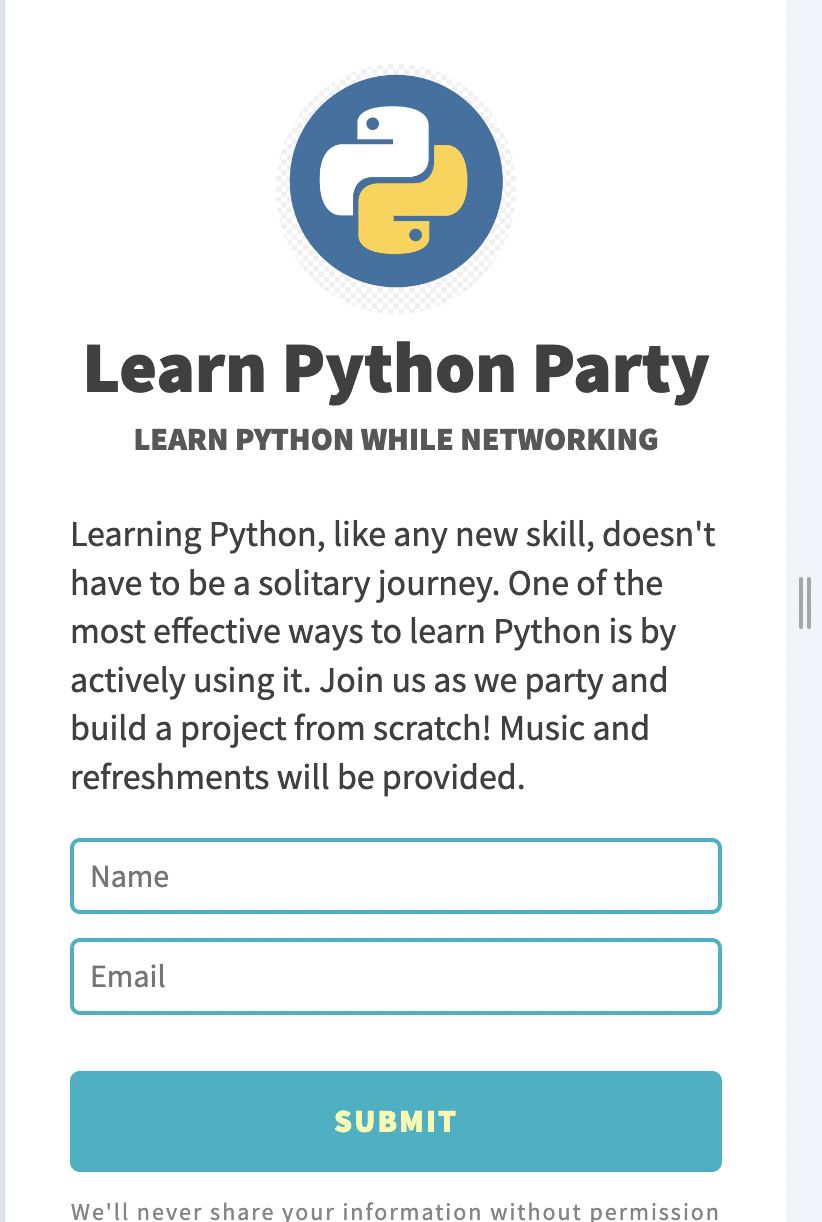 Learn Python Party
LEARN PYTHON WHILE NETWORKING
Learning Python, like any new skill, doesn't
have to be a solitary journey. One of the
most effective ways to learn Python is by
actively using it. Join us as we party and
build a project from scratch! Music and
refreshments will be provided.
Name
Email
SUBMIT
We'll never share your information without permission